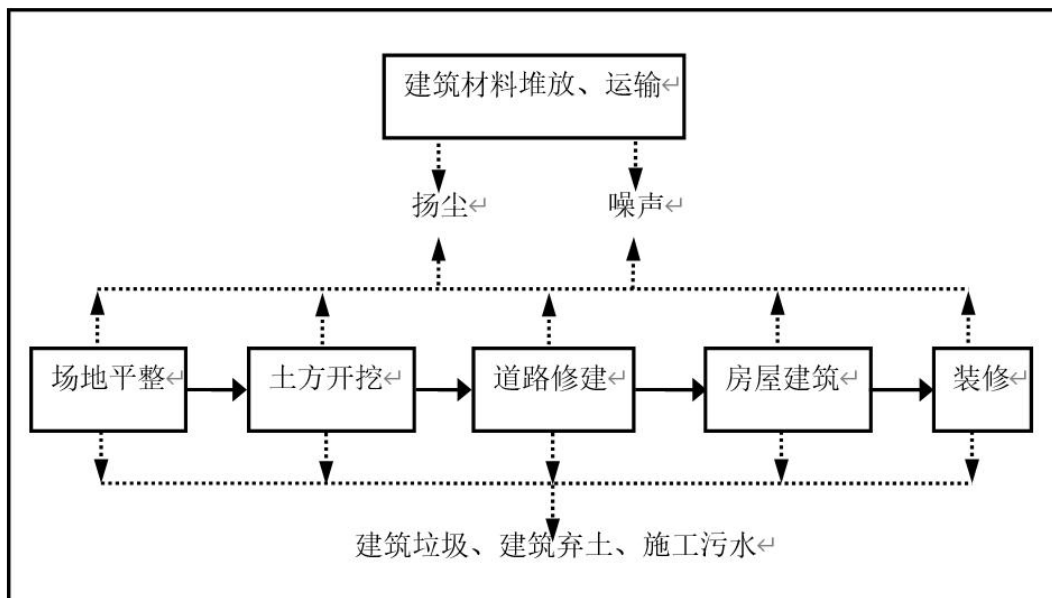 建筑材料堆放、运输↵
扬尘↵
噪声↵
场地平整↵
土方开挖↵
道路修建↵
房屋建筑↵
装修↵
建筑垃圾、建筑弃土、施工污水↵